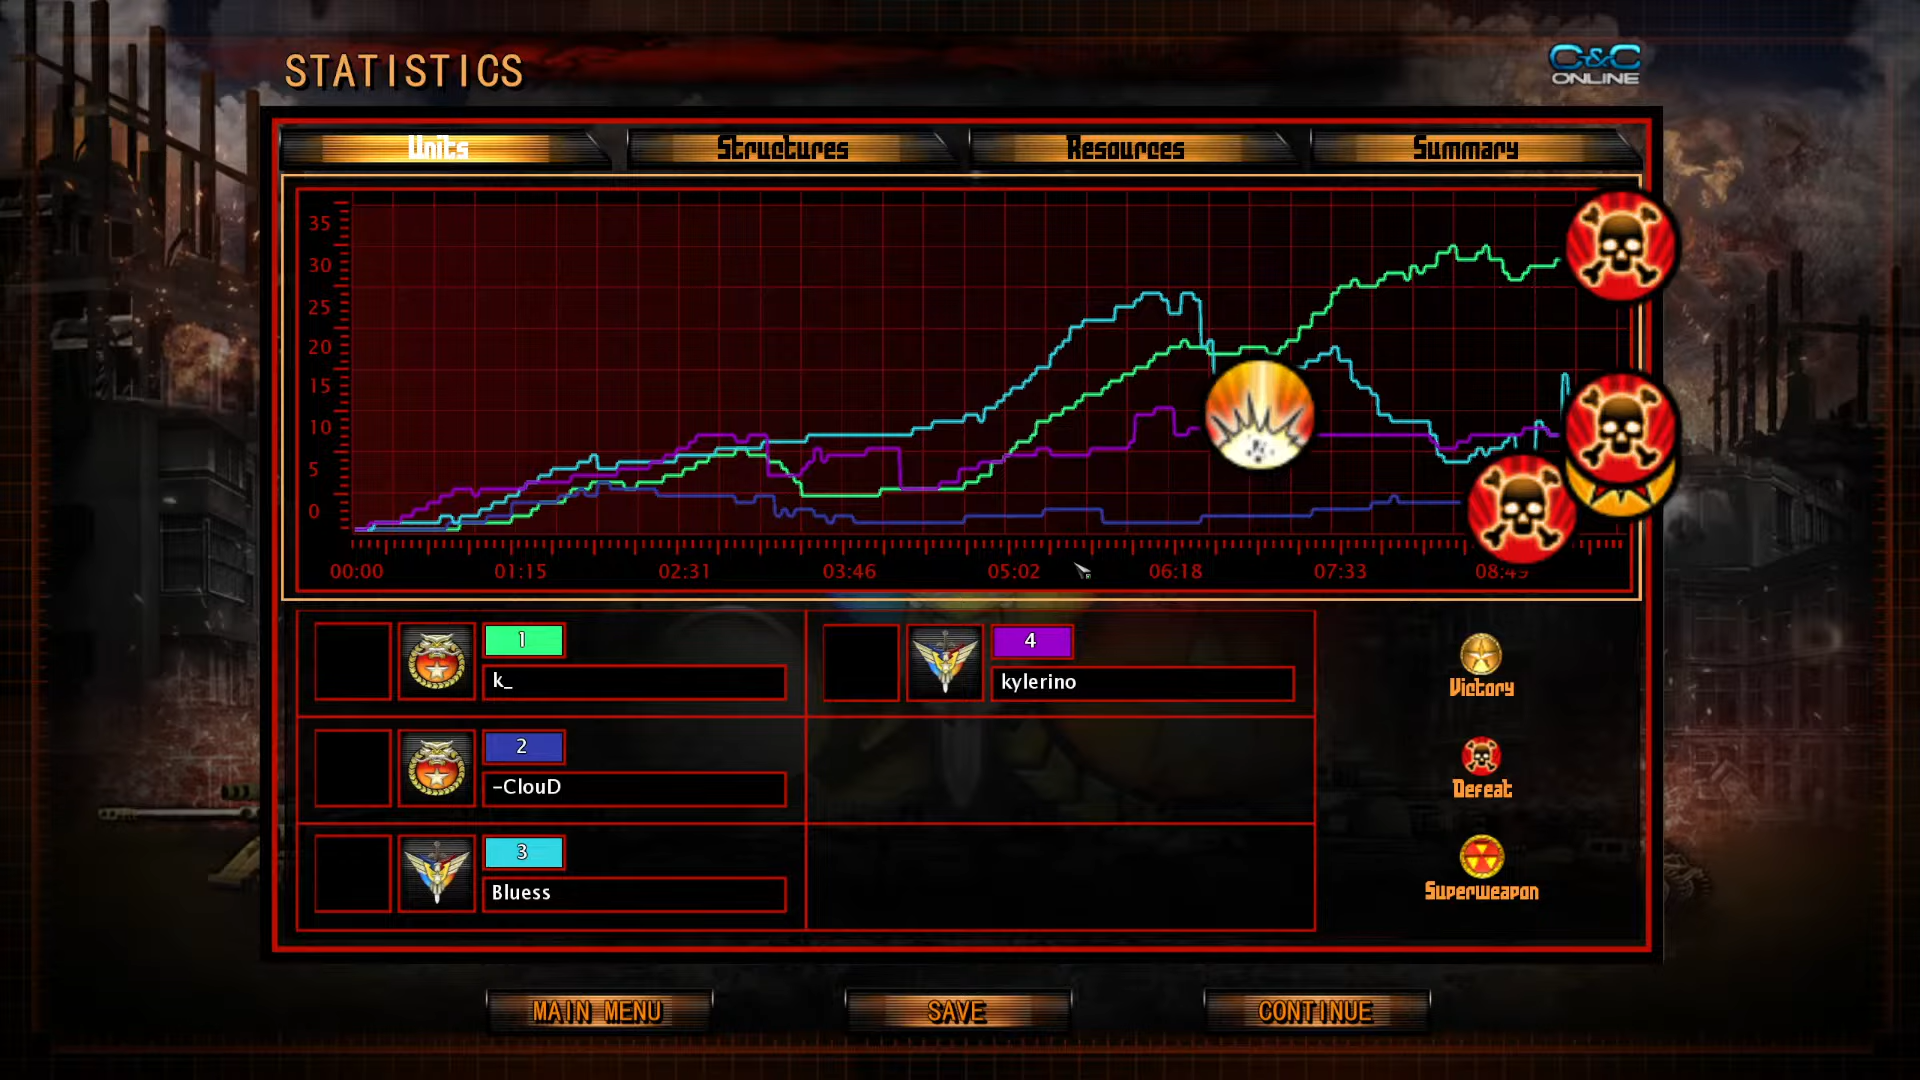 STATISTICS
C&C
ONLINE
Units
Structures
Resources
Summary
35
30
25
20
15
10
5
0
00:00
01:15
02:31
03:46
05:02
06:18
07:33
08:49
1
k_
4
kylerino
Victory
2
-ClouD
Defeat
3
Bluess
Superweapon
MAIN MENU
SAVE
CONTINUE